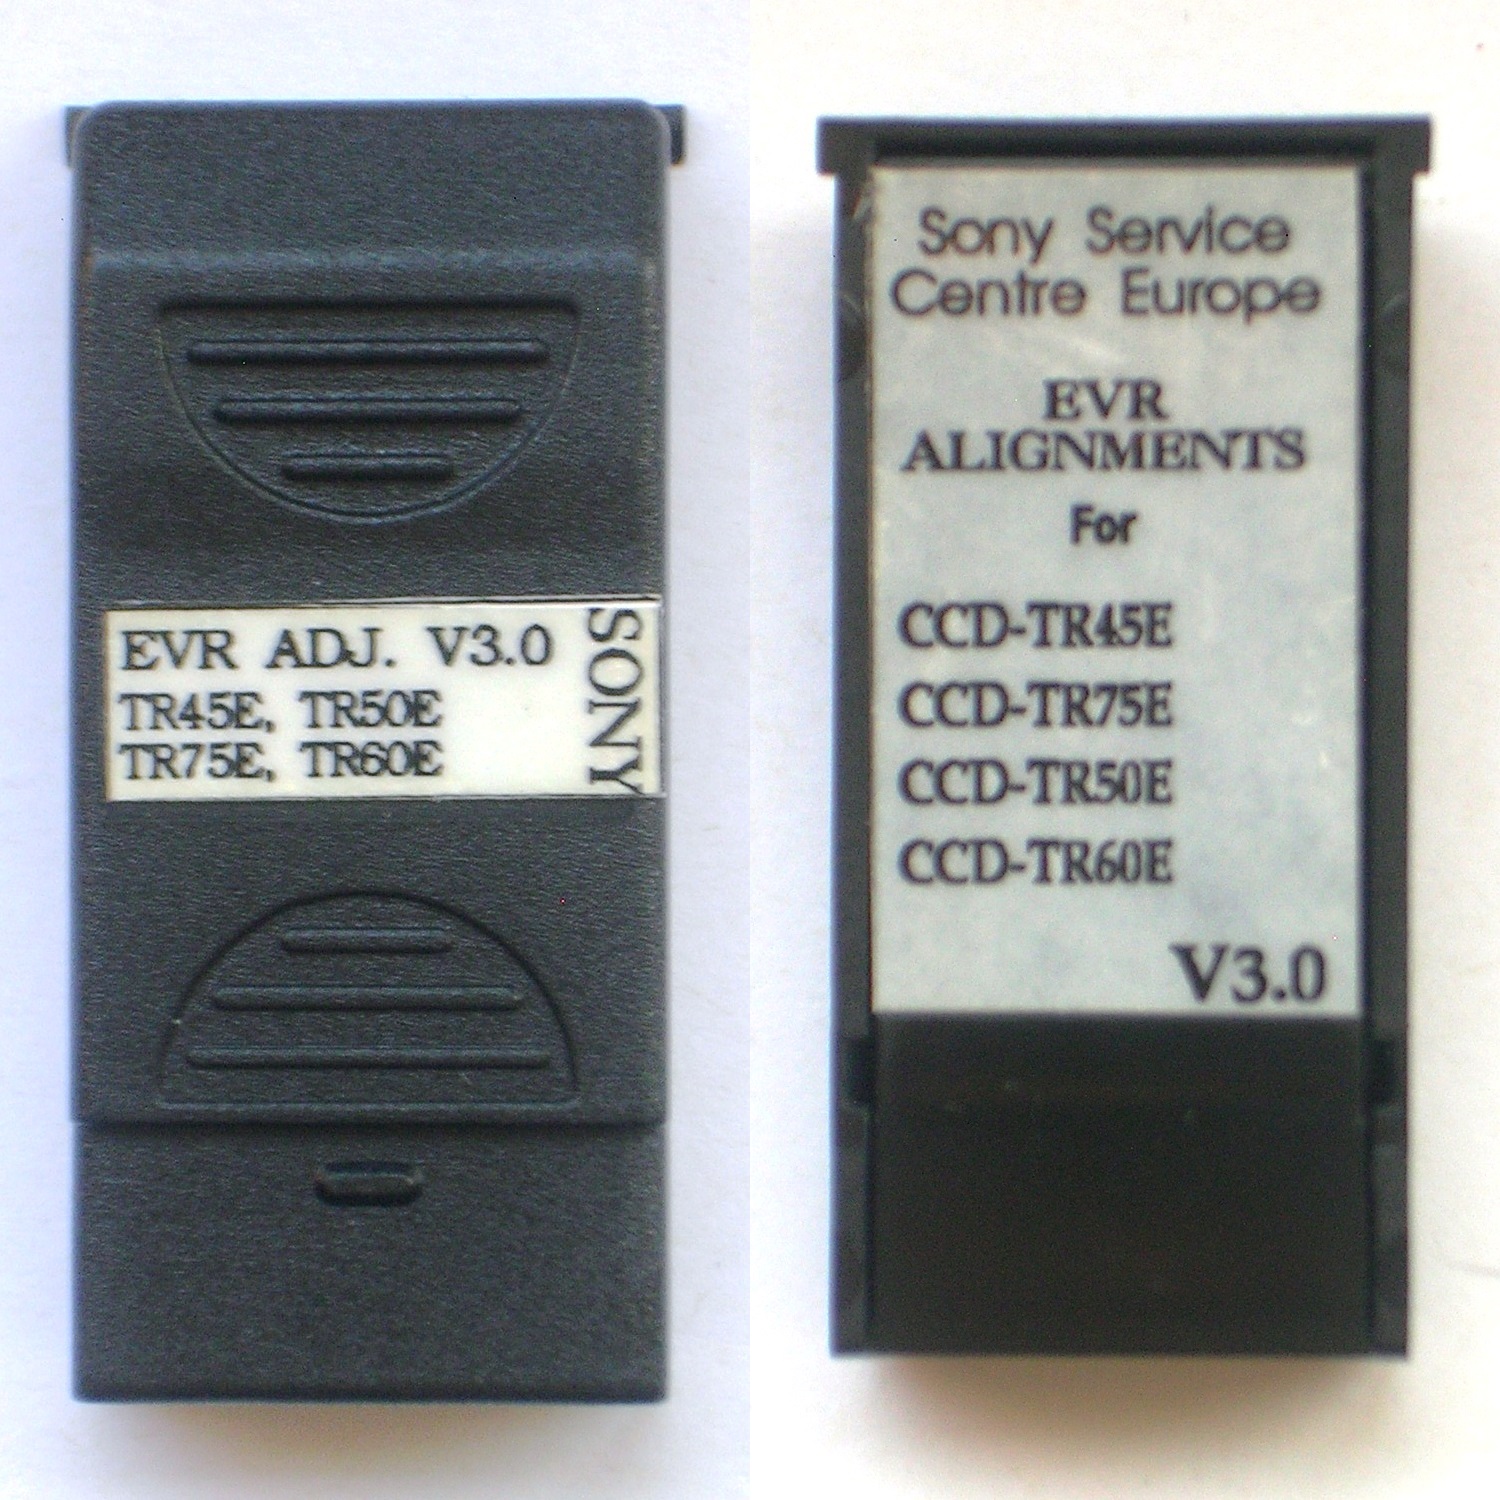 EVR ADJ. V3.0
TR45E, TR50E
TR75E, TR60E
SONY
Sony Service
Centre Europe
EVR
ALIGNMENTS
For
CCD-TR45E
CCD-TR75E
CCD-TR50E
CCD-TR60E
V3.0